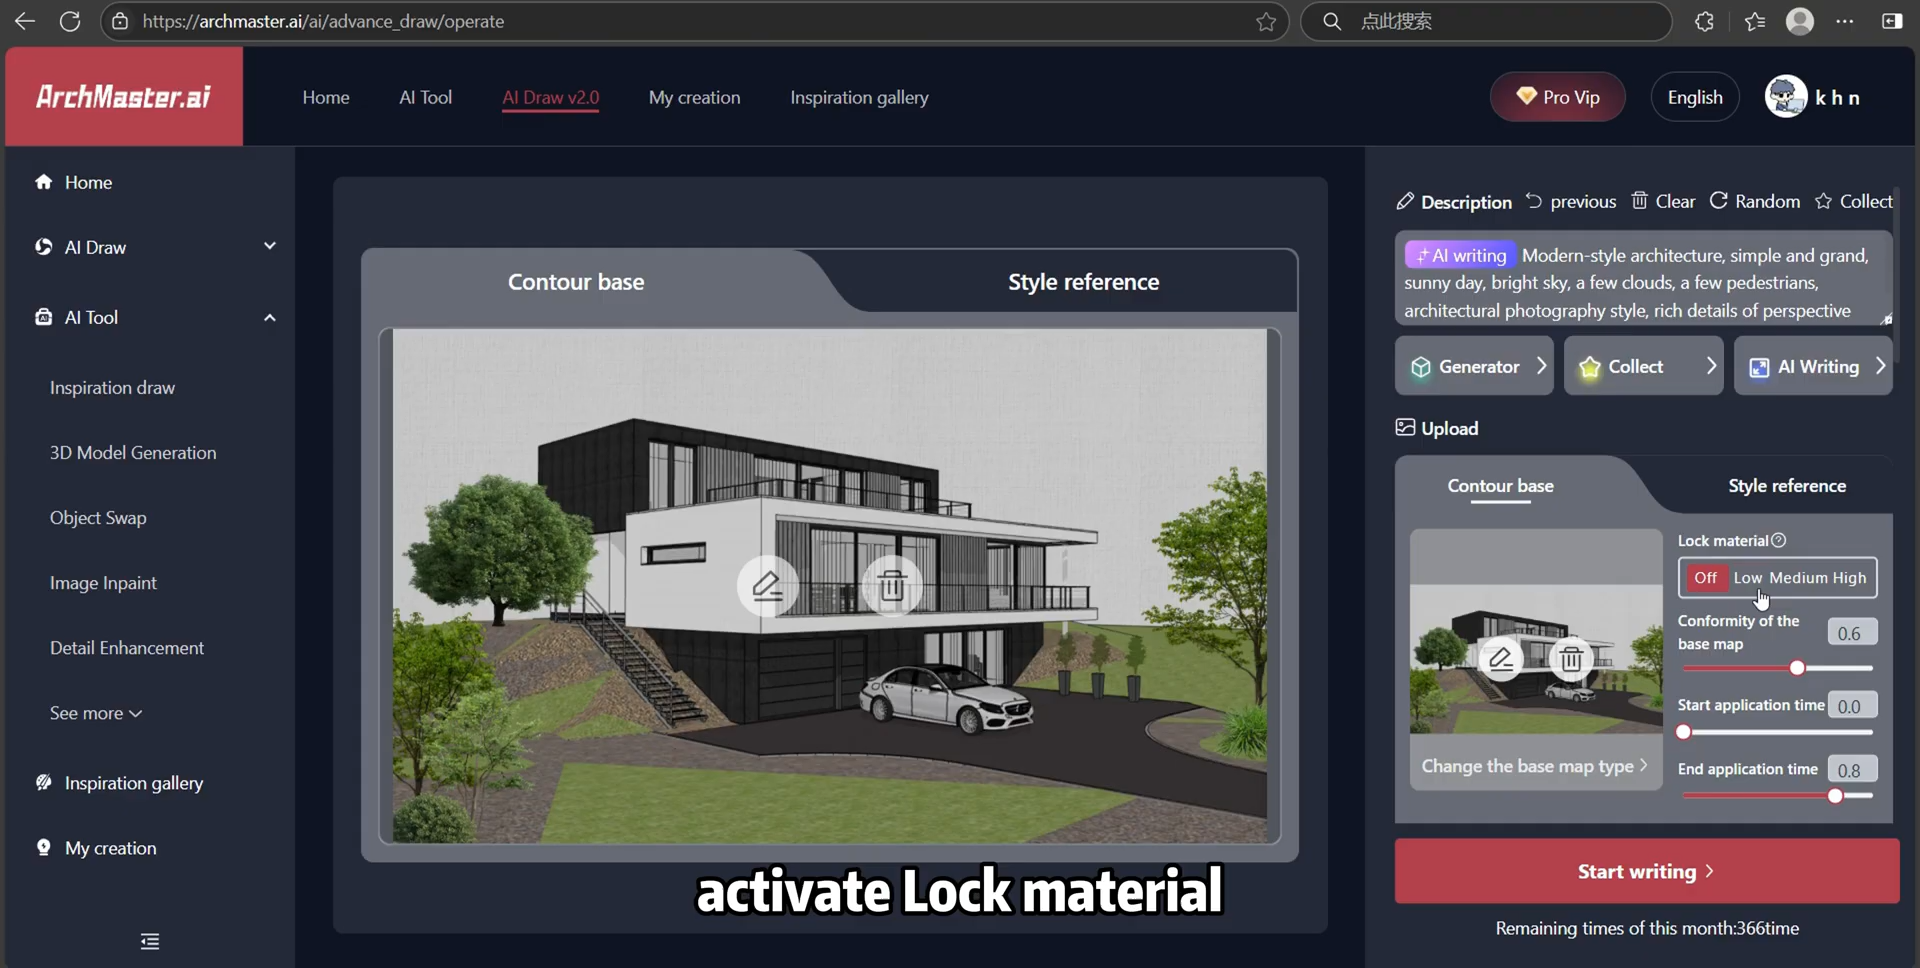 https://archmaster.ai/ai/advance_draw/operate
点此搜索
ArchMaster.ai
Home
AI Tool
AI Draw v2.0
My creation
Inspiration gallery
Pro Vip
English
k h n
Home
AI Draw
AI Tool
Inspiration draw
3D Model Generation
Object Swap
Image Inpaint
Detail Enhancement
See more
Inspiration gallery
My creation
Contour base
Style reference
activate Lock material
Description
previous
Clear
Random
Collect
AI writing Modern-style architecture, simple and grand,
sunny day, bright sky, a few clouds, a few pedestrians,
architectural photography style, rich details of perspective
Generator
Collect
AI Writing
Upload
Contour base
Style reference
Change the base map type
Lock material
Off Low Medium High
Conformity of the
base map
0.6
Start application time
0.0
End application time
0.8
Start writing
Remaining times of this month:366time